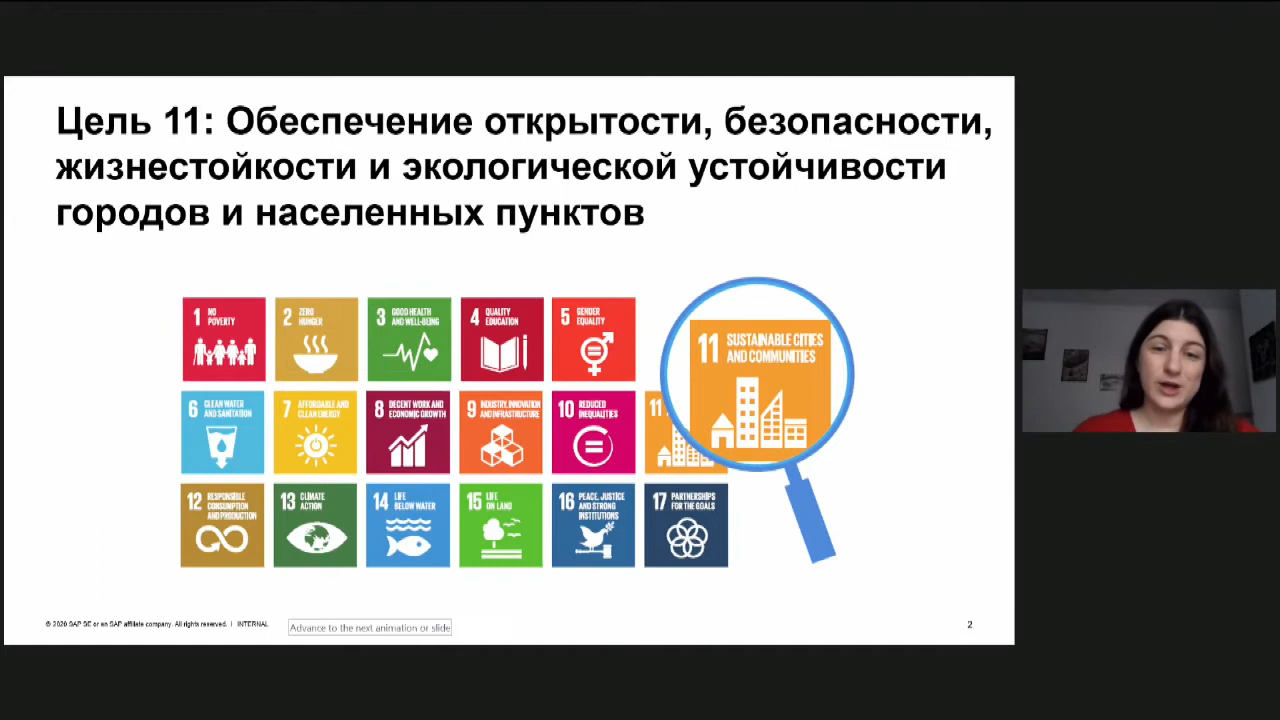 Цель 11: Обеспечение открытости, безопасности,
жизнестойкости и экологической устойчивости
городов и населенных пунктов
1 NO
POVERTY
2 ZERO
HUNGER
3 GOOD HEALTH
AND WELL-BEING
4 QUALITY
EDUCATION
5 GENDER
EQUALITY
11 SUSTAINABLE CITIES
AND COMMUNITIES
6 CLEAN WATER
AND SANITATION
7 AFFORDABLE AND
CLEAN ENERGY
8 DECENT WORK AND
ECONOMIC GROWTH
9 INDUSTRY, INNOVATION
AND INFRASTRUCTURE
10 REDUCED
INEQUALITIES
11
12 RESPONSIBLE
CONSUMPTION
AND PRODUCTION
13 CLIMATE
ACTION
14 LIFE
BELOW WATER
15 LIFE
ON LAND
16 PEACE, JUSTICE
AND STRONG
INSTITUTIONS
17 PARTNERSHIPS
FOR THE GOALS
© 2020 SAP SE or an SAP affiliate company. All rights reserved. I INTERNAL
Advance to the next animation or slide
2